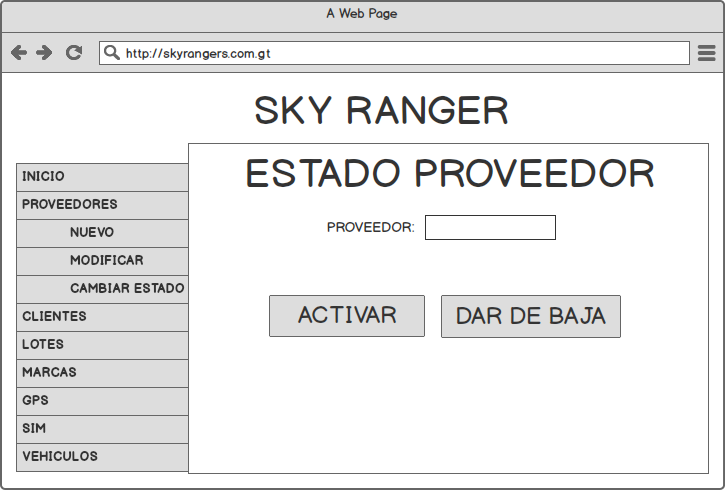 A Web Page
http://skyrangers.com.gt
SKY RANGER
INICIO
PROVEEDORES
NUEVO
MODIFICAR
CAMBIAR ESTADO
CLIENTES
LOTES
MARCAS
GPS
SIM
VEHICULOS
ESTADO PROVEEDOR
PROVEEDOR:
ACTIVAR
DAR DE BAJA